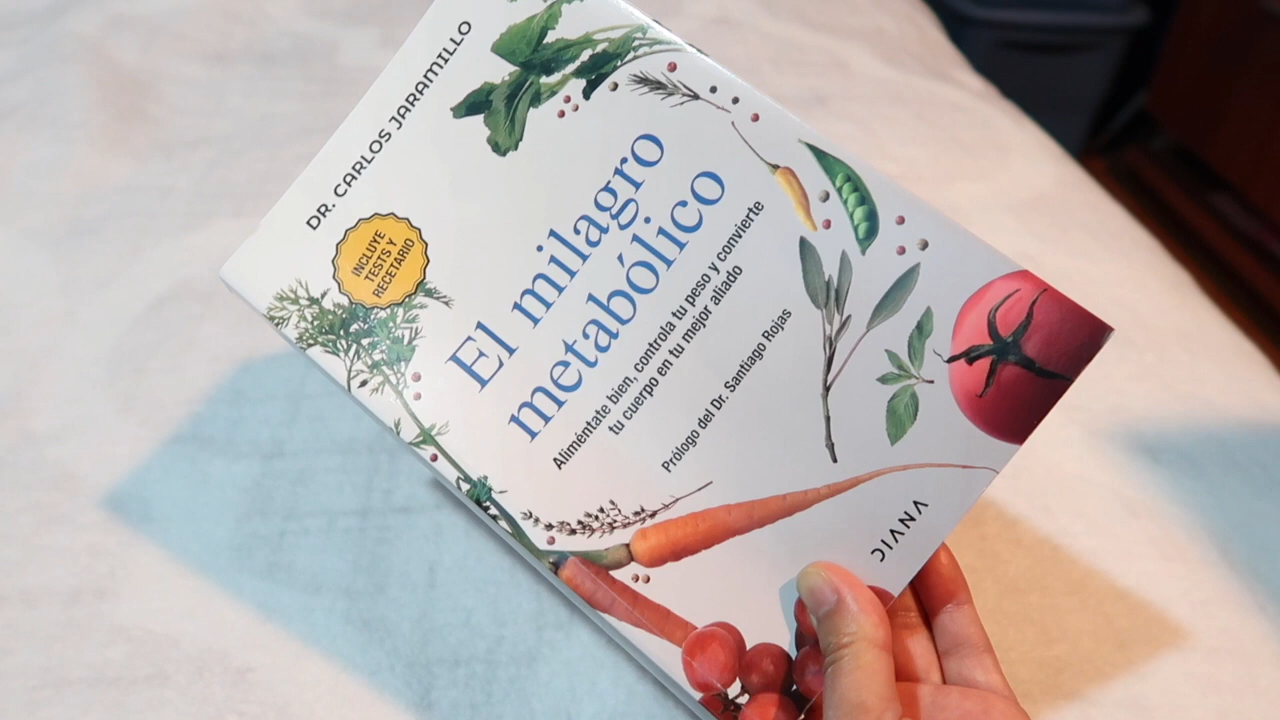 DR. CARLOS JARAMILLO
INCLUYE
TESTS Y
RECETARIO
El milagro
metabólico
Aliméntate bien, controla tu peso y convierte
tu cuerpo en tu mejor aliado
Prólogo del Dr. Santiago Rojas
DIANA